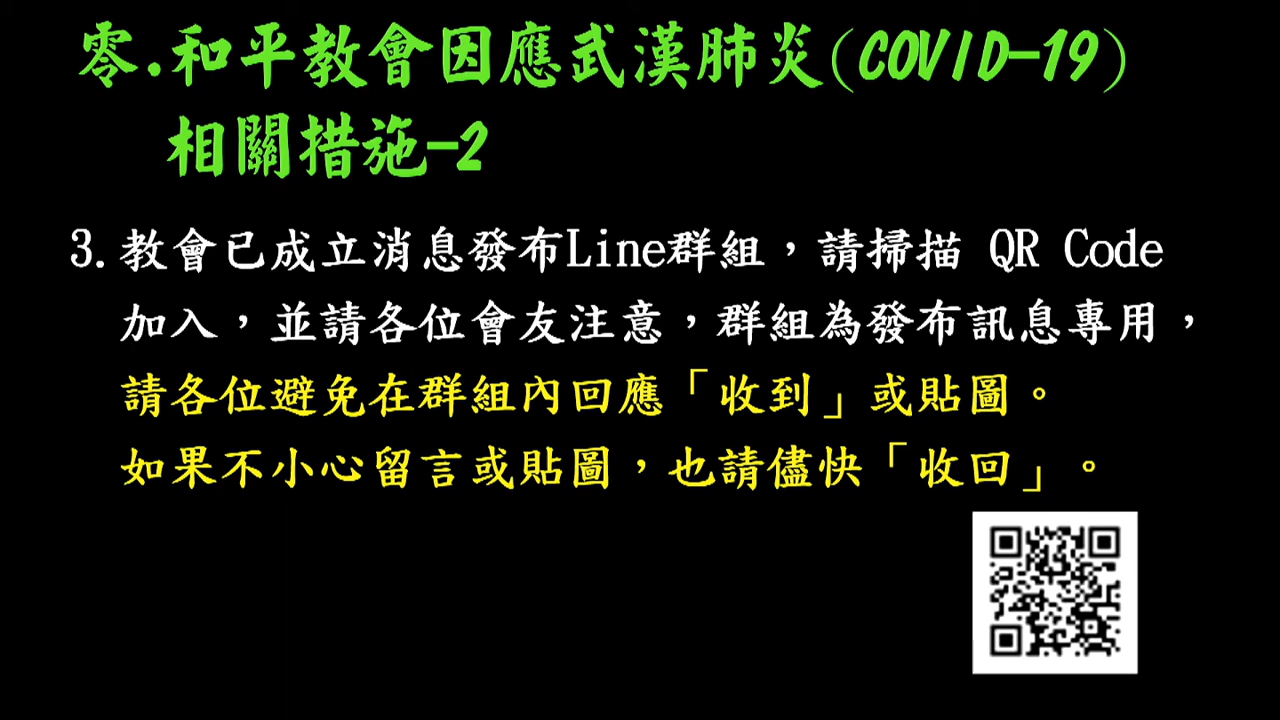 零.和平教會因應武漢肺炎(COVID-19)
相關措施-2
3.教會已成立消息發布Line群組，請掃描 QR Code
加入，並請各位會友注意，群組為發布訊息專用，
請各位避免在群組內回應「收到」或貼圖。
如果不小心留言或貼圖，也請儘快「收回」。